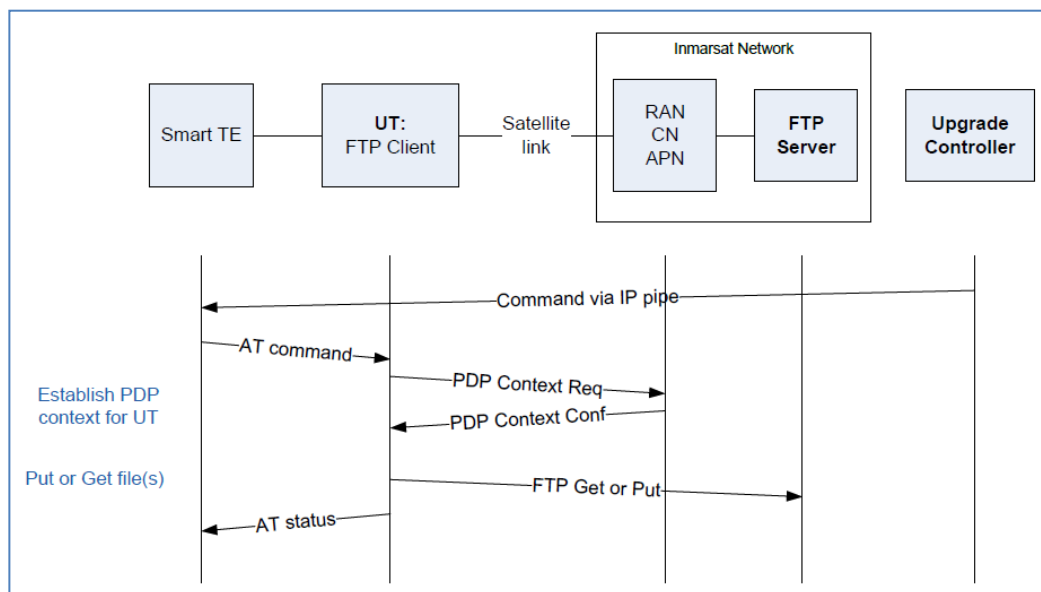 Inmarsat Network
Smart TE
UT:
FTP Client
Satellite
link
RAN
CN
APN
FTP
Server
Upgrade
Controller
Command via IP pipe
AT command
PDP Context Req
Establish PDP
context for UT
PDP Context Conf
Put or Get file(s)
FTP Get or Put
AT status